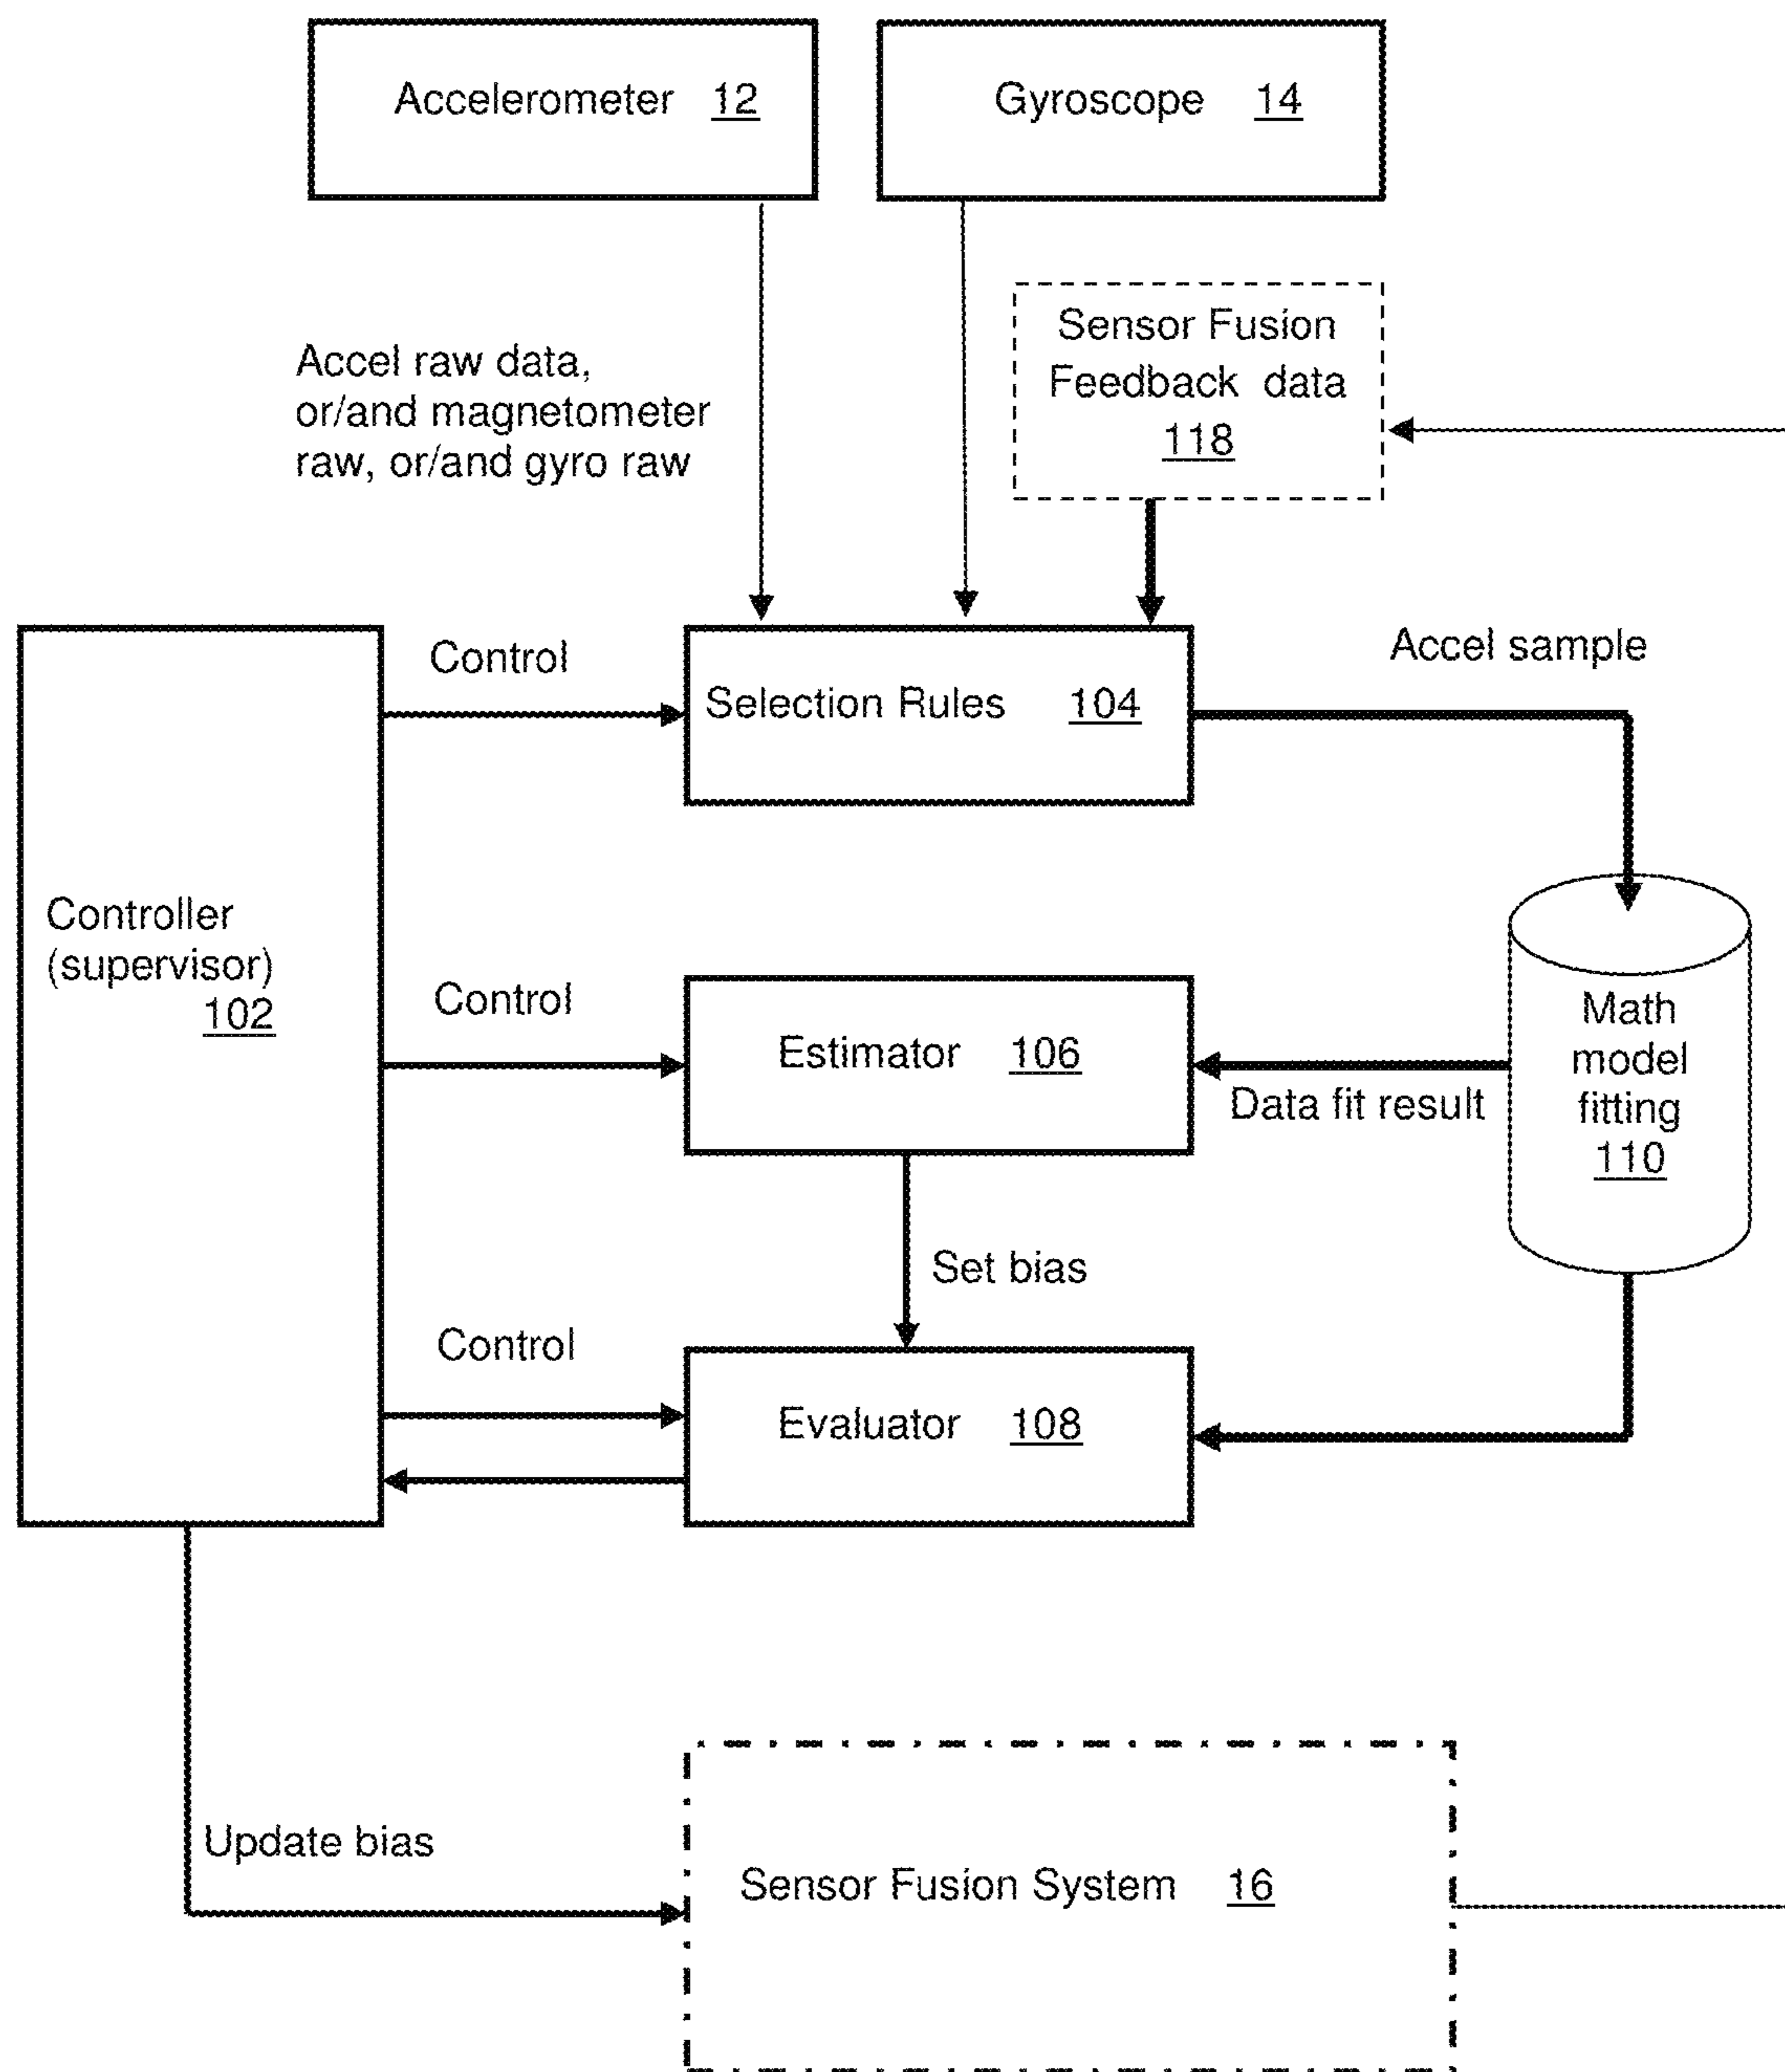 Accelerometer 12
Gyroscope 14
Sensor Fusion
Feedback data
118
Accel raw data,
or/and magnetometer
raw, or/and gyro raw
Control
Selection Rules 104
Accel sample
Controller
(supervisor)
102
Control
Estimator 106
Data fit result
Math
model
fitting
110
Set bias
Control
Evaluator 108
Update bias
Sensor Fusion System 16